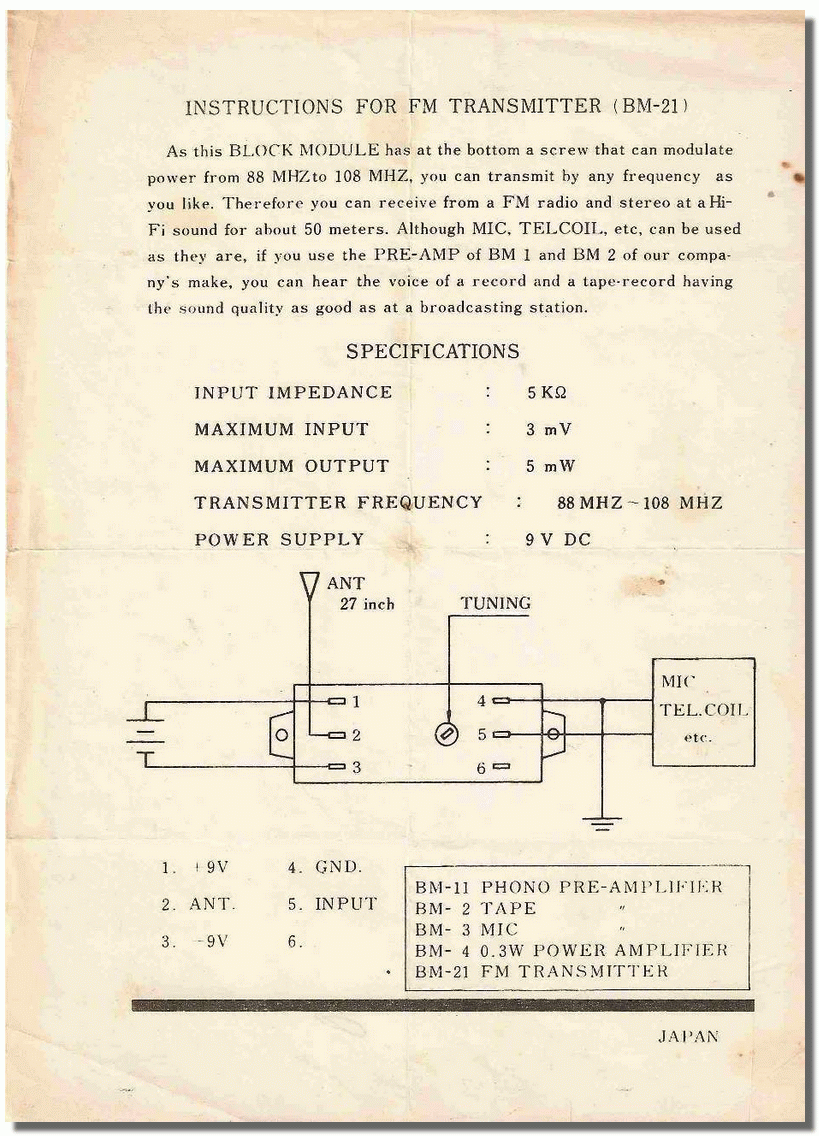 INSTRUCTIONS FOR FM TRANSMITTER (BM-21)
As this BLOCK MODULE has at the bottom a screw that can modulate
power from 88 MHZ to 108 MHZ, you can transmit by any frequency as
you like. Therefore you can receive from a FM radio and stereo at a Hi-
Fi sound for about 50 meters. Although MIC, TELCOIL, etc, can be used
as they are, if you use the PRE-AMP of BM 1 and BM 2 of our compa-
ny's make, you can hear the voice of a record and a tape-record having
the sound quality as good as at a broadcasting station.
SPECIFICATIONS
INPUT IMPEDANCE : 5 KΩ
MAXIMUM INPUT : 3 mV
MAXIMUM OUTPUT : 5 mW
TRANSMITTER FREQUENCY : 88 MHZ ~ 108 MHZ
POWER SUPPLY : 9 V DC
ANT
27 inch
TUNING
1
2
3
4
5
6
MIC
TEL.COIL
etc.
1. +9V
2. ANT.
3. -9V
4. GND.
5. INPUT
6.
BM-11 PHONO PRE-AMPLIFIER
BM- 2 TAPE 〃
BM- 3 MIC 〃
BM- 4 0.3W POWER AMPLIFIER
BM-21 FM TRANSMITTER
JAPAN